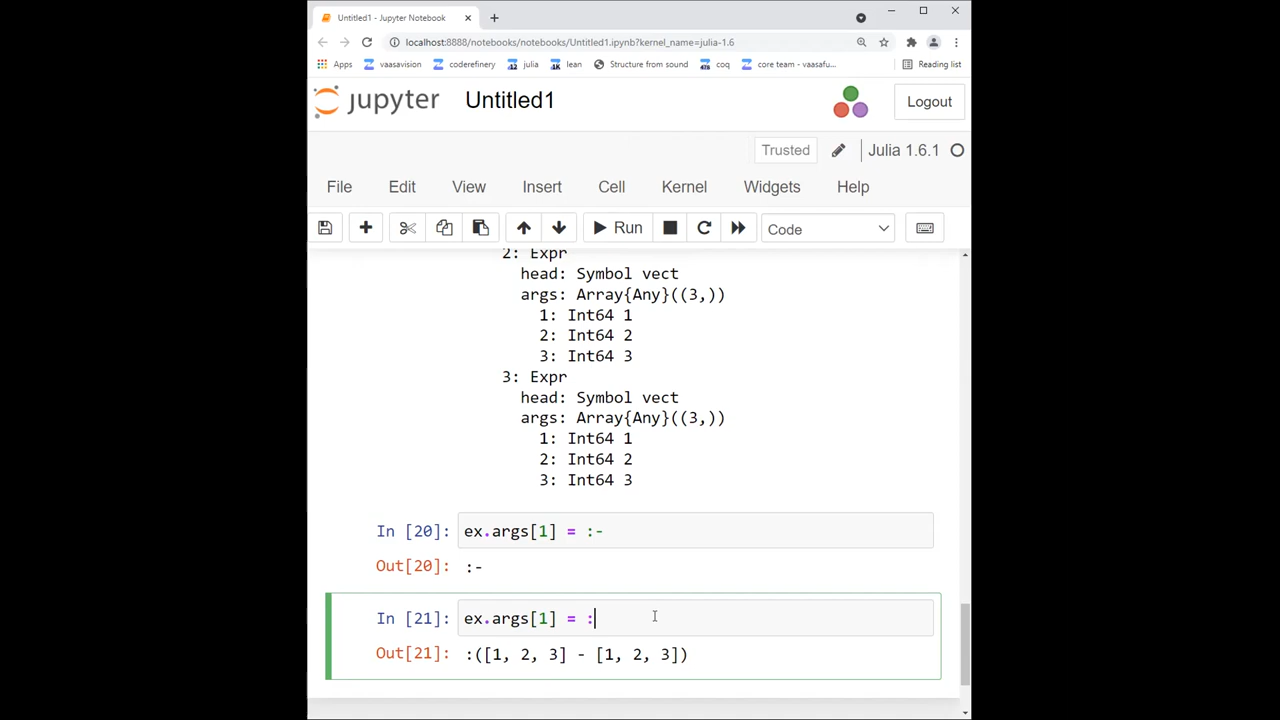 Untitled1 - Jupyter Notebook
localhost:8888/notebooks/notebooks/Untitled1.ipynb?kernel_name=julia-1.6
Apps vaasavision coderefinery julia lean Structure from sound coq core team - vaasafu... Reading list
jupyter Untitled1 Logout
Trusted Julia 1.6.1
File Edit View Insert Cell Kernel Widgets Help
Run Code
2: Expr
head: Symbol vect
args: Array{Any}((3,))
1: Int64 1
2: Int64 2
3: Int64 3
3: Expr
head: Symbol vect
args: Array{Any}((3,))
1: Int64 1
2: Int64 2
3: Int64 3
In [20]: ex.args[1] = :-
Out[20]: :-
In [21]: ex.args[1] = :
Out[21]: :([1, 2, 3] - [1, 2, 3])